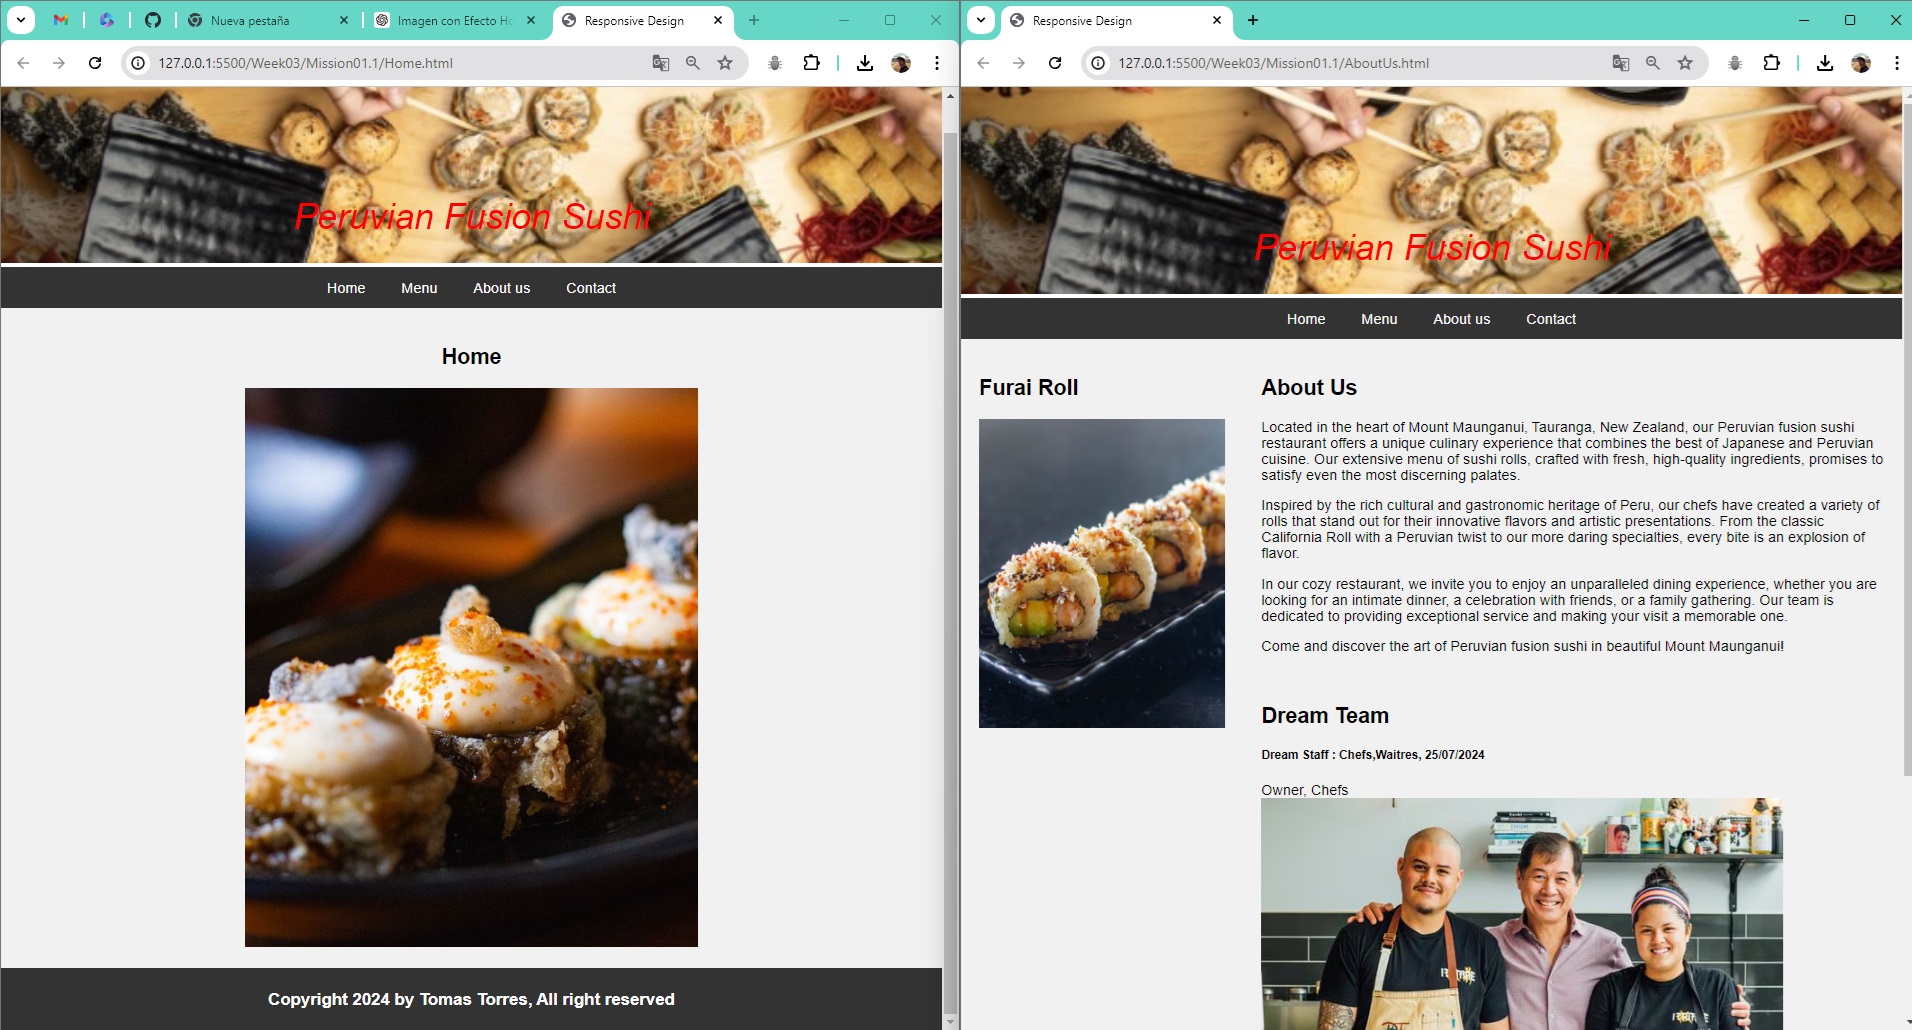 Nueva pestaña
Imagen con Efecto Ho
Responsive Design
127.0.0.1:5500/Week03/Mission01.1/Home.html
Peruvian Fusion Sushi
Home Menu About us Contact
Home
Copyright 2024 by Tomas Torres, All right reserved
Responsive Design
127.0.0.1:5500/Week03/Mission01.1/AboutUs.html
Peruvian Fusion Sushi
Home Menu About us Contact
Furai Roll
About Us
Located in the heart of Mount Maunganui, Tauranga, New Zealand, our Peruvian fusion sushi
restaurant offers a unique culinary experience that combines the best of Japanese and Peruvian
cuisine. Our extensive menu of sushi rolls, crafted with fresh, high-quality ingredients, promises to
satisfy even the most discerning palates.
Inspired by the rich cultural and gastronomic heritage of Peru, our chefs have created a variety of
rolls that stand out for their innovative flavors and artistic presentations. From the classic
California Roll with a Peruvian twist to our more daring specialties, every bite is an explosion of
flavor.
In our cozy restaurant, we invite you to enjoy an unparalleled dining experience, whether you are
looking for an intimate dinner, a celebration with friends, or a family gathering. Our team is
dedicated to providing exceptional service and making your visit a memorable one.
Come and discover the art of Peruvian fusion sushi in beautiful Mount Maunganui!
Dream Team
Dream Staff : Chefs,Waitres, 25/07/2024
Owner, Chefs